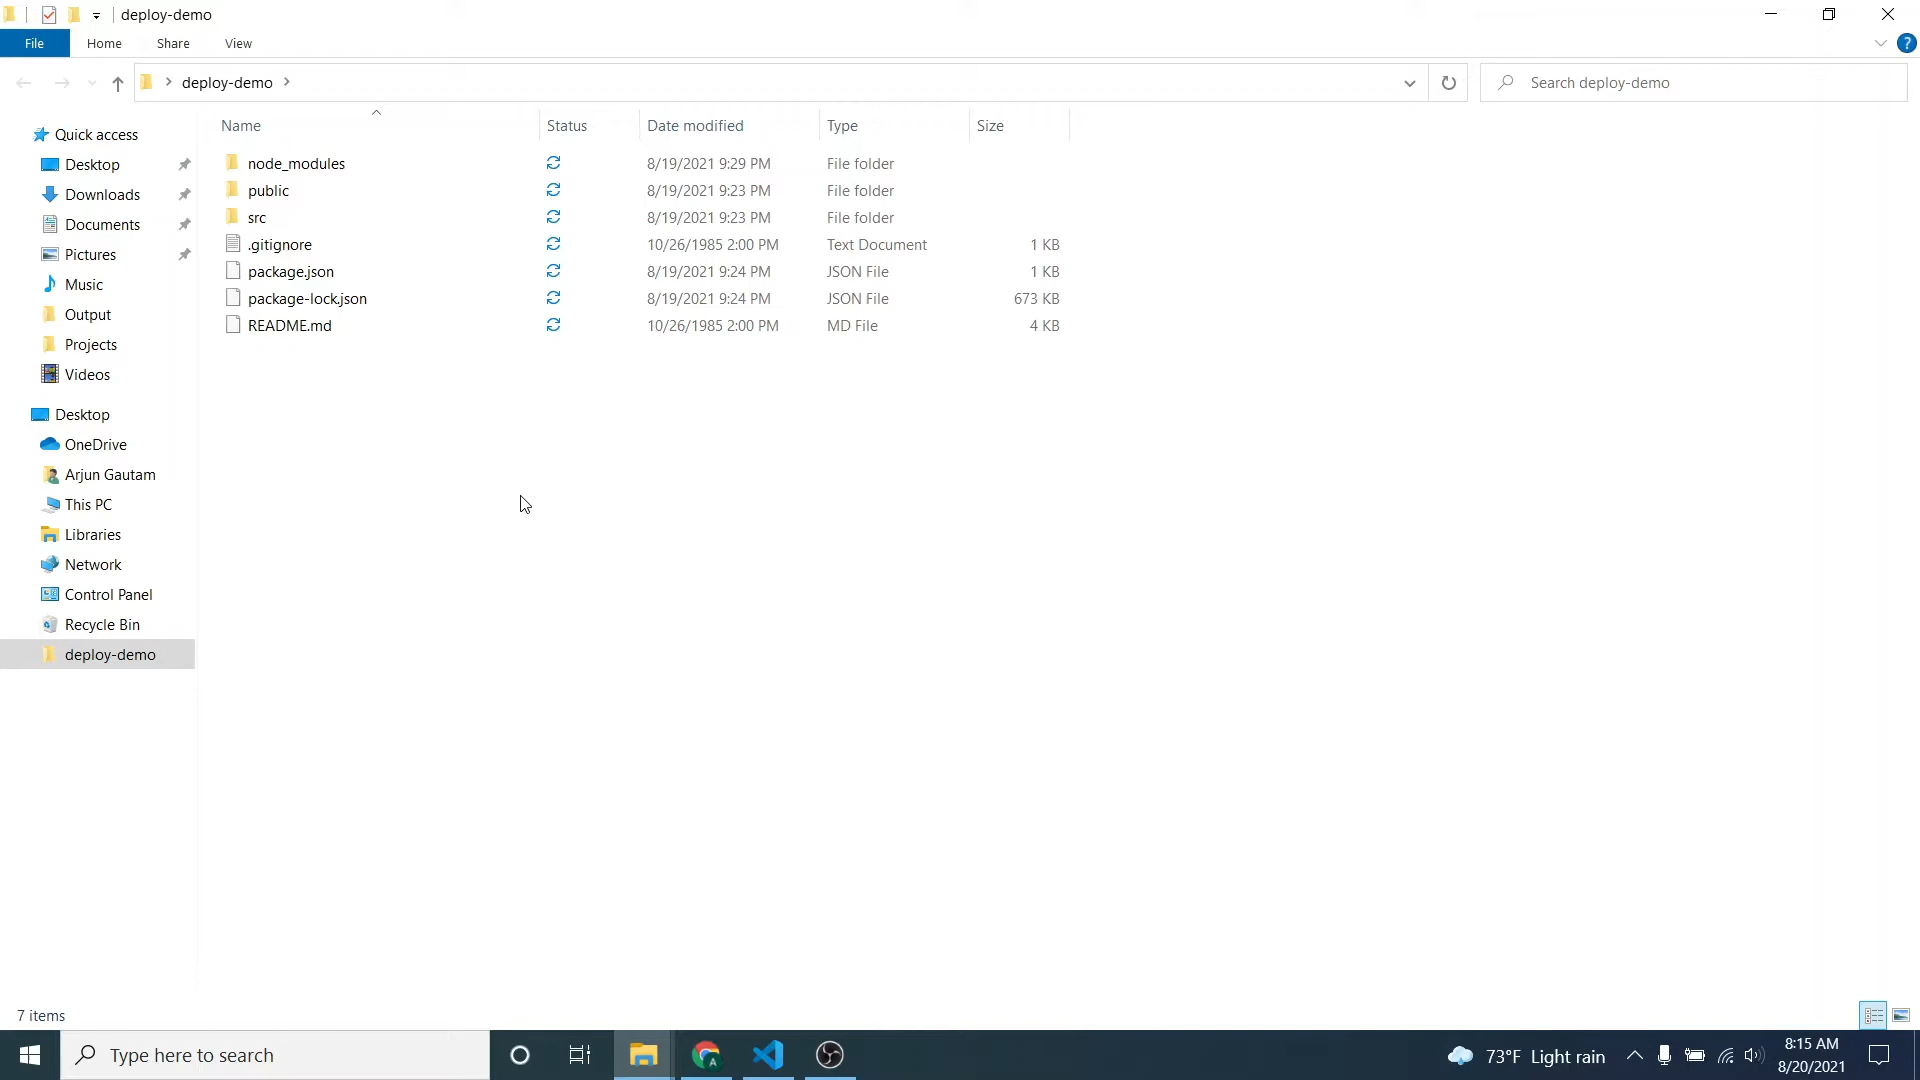 deploy-demo
File Home Share View ?
deploy-demo Search deploy-demo
Name Status Date modified Type Size
Quick access
Desktop
Downloads
Documents
Pictures
Music
Output
Projects
Videos
Desktop
OneDrive
Arjun Gautam
This PC
Libraries
Network
Control Panel
Recycle Bin
deploy-demo
node_modules 8/19/2021 9:29 PM File folder
public 8/19/2021 9:23 PM File folder
src 8/19/2021 9:23 PM File folder
.gitignore 10/26/1985 2:00 PM Text Document 1 KB
package.json 8/19/2021 9:24 PM JSON File 1 KB
package-lock.json 8/19/2021 9:24 PM JSON File 673 KB
README.md 10/26/1985 2:00 PM MD File 4 KB
7 items
Type here to search A 73°F Light rain 8:15 AM
8/20/2021